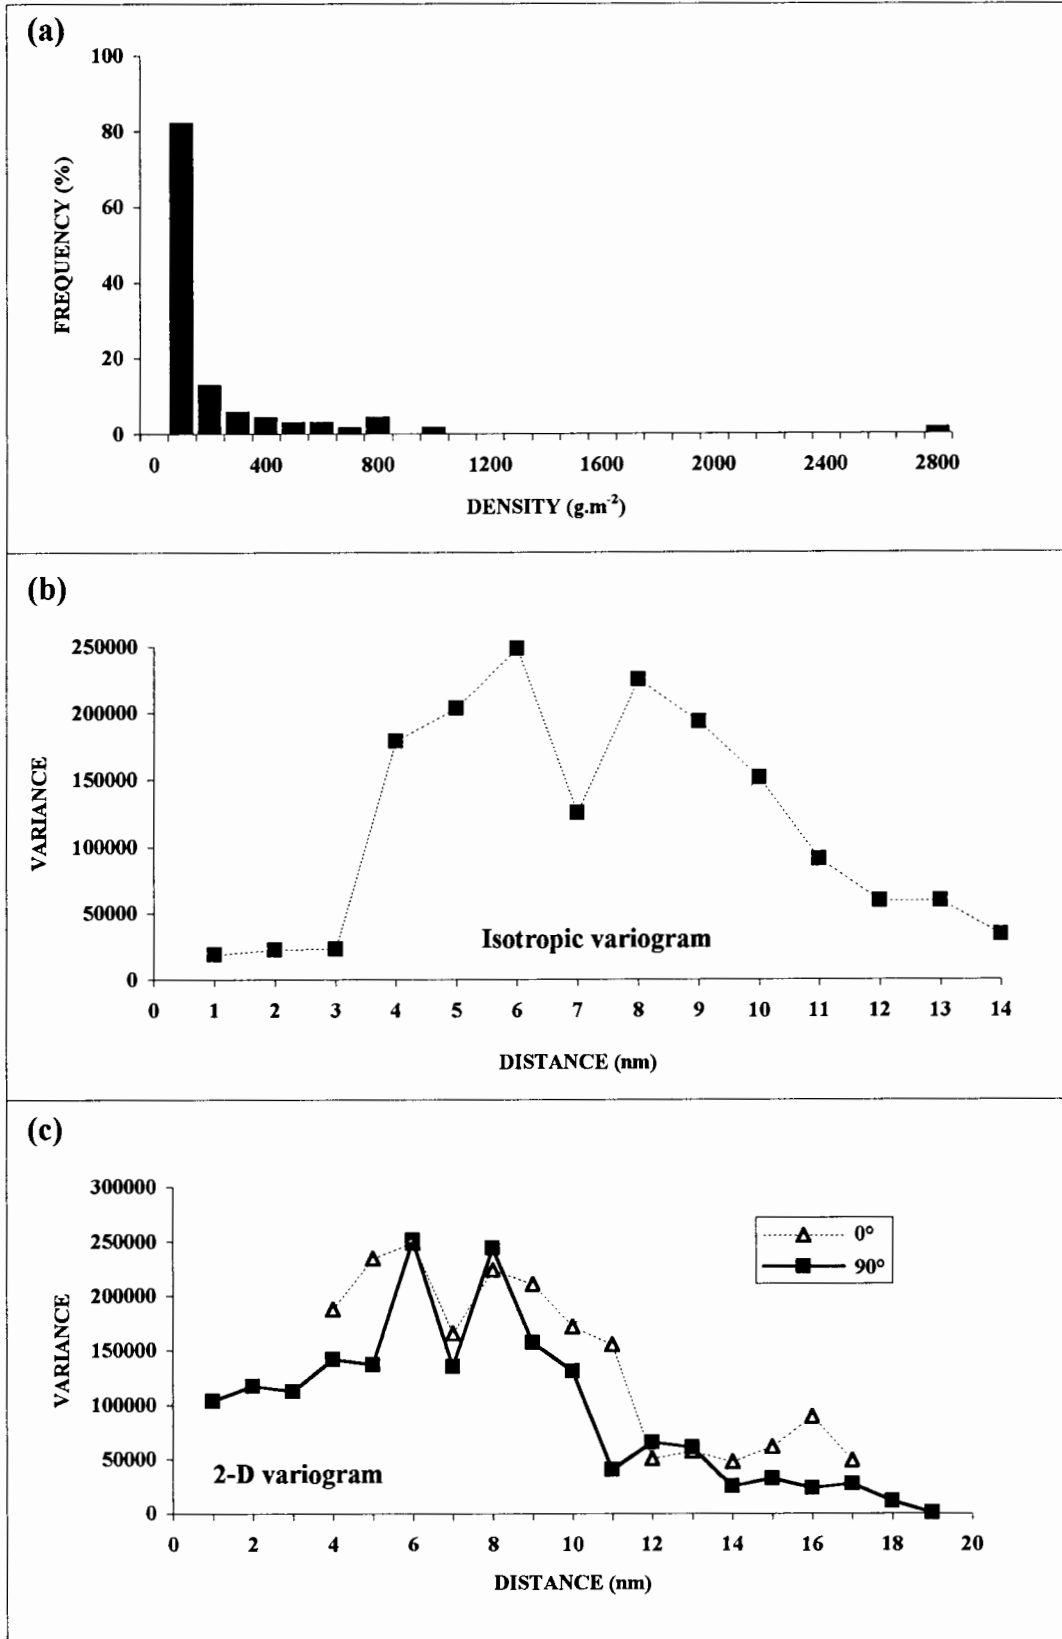 (a)
100
80
60
40
20
0
FREQUENCY (%)
0 400 800 1200 1600 2000 2400 2800
DENSITY (g.m-2)
(b)
250000
200000
150000
100000
50000
0
VARIANCE
Isotropic variogram
0 1 2 3 4 5 6 7 8 9 10 11 12 13 14
DISTANCE (nm)
(c)
300000
250000
200000
150000
100000
50000
0
VARIANCE
0°
90°
2-D variogram
0 2 4 6 8 10 12 14 16 18 20
DISTANCE (nm)